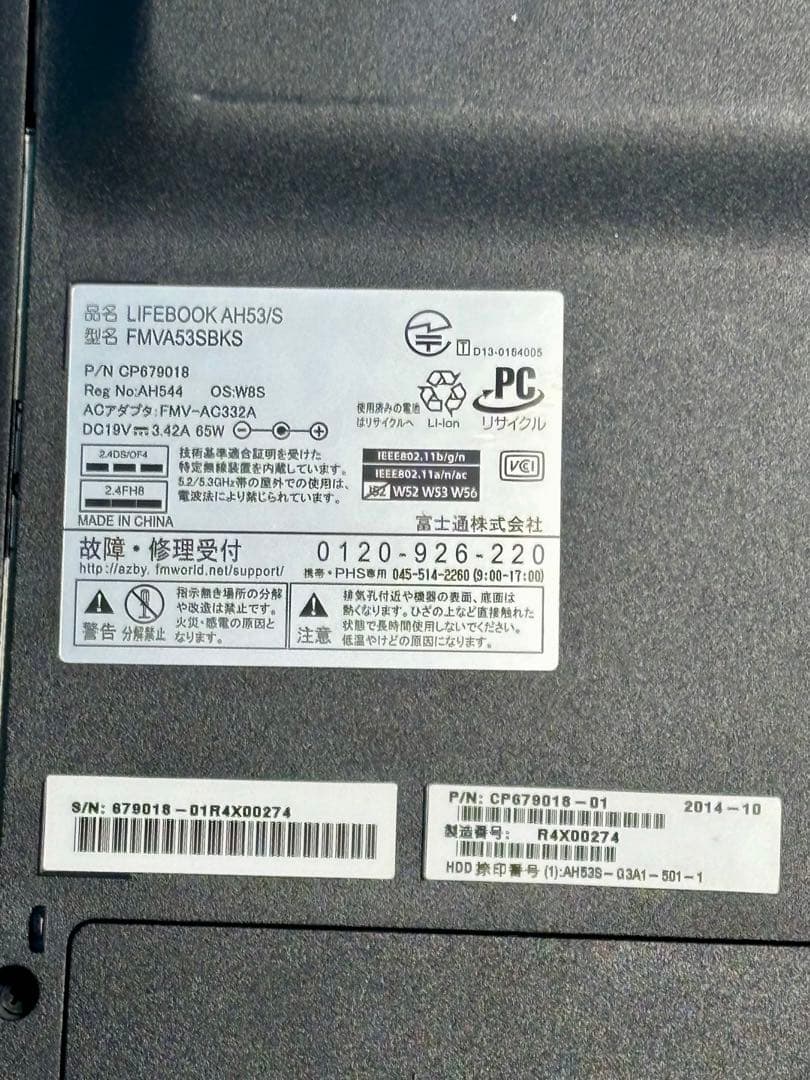 品名 LIFEBOOK AH53/S
型名 FMVA53SBKS
T D13-0164005
P/N CP679018
Reg No:AH544 OS:W8S
ACアダプタ:FMV-AC332A
DC19V 3.42A 65W
使用済みの電池
はリサイクルへ
Li-ion
PC
リサイクル
2.4DS/OF4
2.4FH8
技術基準適合証明を受けた
特定無線装置を内蔵しています。
5.2/5.3GHz帯の屋外での使用は、
電波法により禁じられています。
IEEE802.11b/g/n
IEEE802.11a/n/ac
J52 W52 W53 W56
VCCI
MADE IN CHINA
富士通株式会社
故障・修理受付
0120-926-220
http://azby.fmworld.net/support/
携帯・PHS専用 045-514-2260 (9:00-17:00)
警告
分解禁止
指示無き場所の分解
や改造は禁止です。
火災・感電の原因と
なります。
注意
排気孔付近や機器の表面、底面は
熱くなります。ひざの上など直接触れた
状態で長時間使用しないでください。
低温やけどの原因になります。
S/N: 679018-01R4X00274
P/N: CP679018-01
2014-10
製造番号: R4X00274
HDD 捺印番号 (1):AH53S-G3A1-501-1